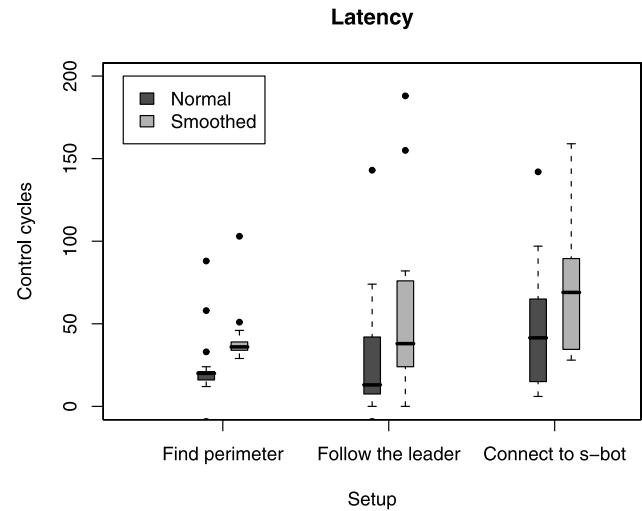 Latency
Normal
Smoothed
Control cycles
0
50
100
150
200
Find perimeter
Follow the leader
Connect to s−bot
Setup